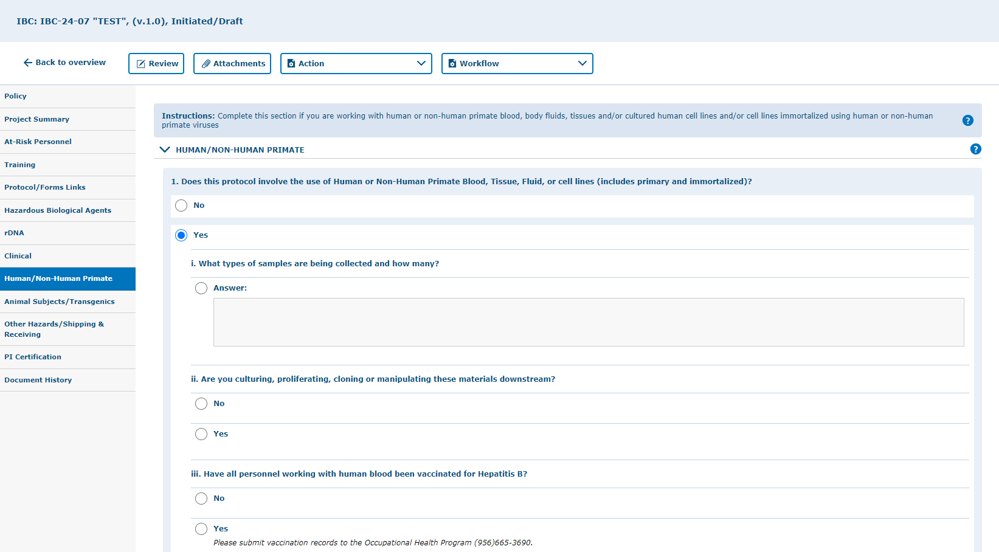 IBC: IBC-24-07 "TEST", (v.1.0), Initiated/Draft
Back to overview
Review
Attachments
Action
Workflow
Policy
Project Summary
At-Risk Personnel
Training
Protocol/Forms Links
Hazardous Biological Agents
rDNA
Clinical
Human/Non-Human Primate
Animal Subjects/Transgenics
Other Hazards/Shipping &
Receiving
PI Certification
Document History
Instructions: Complete this section if you are working with human or non-human primate blood, body fluids, tissues and/or cultured human cell lines and/or cell lines immortalized using human or non-human
primate viruses
?
HUMAN/NON-HUMAN PRIMATE
?
1. Does this protocol involve the use of Human or Non-Human Primate Blood, Tissue, Fluid, or cell lines (includes primary and immortalized)?
No
Yes
i. What types of samples are being collected and how many?
Answer:
ii. Are you culturing, proliferating, cloning or manipulating these materials downstream?
No
Yes
iii. Have all personnel working with human blood been vaccinated for Hepatitis B?
No
Yes
Please submit vaccination records to the Occupational Health Program (956)665-3690.